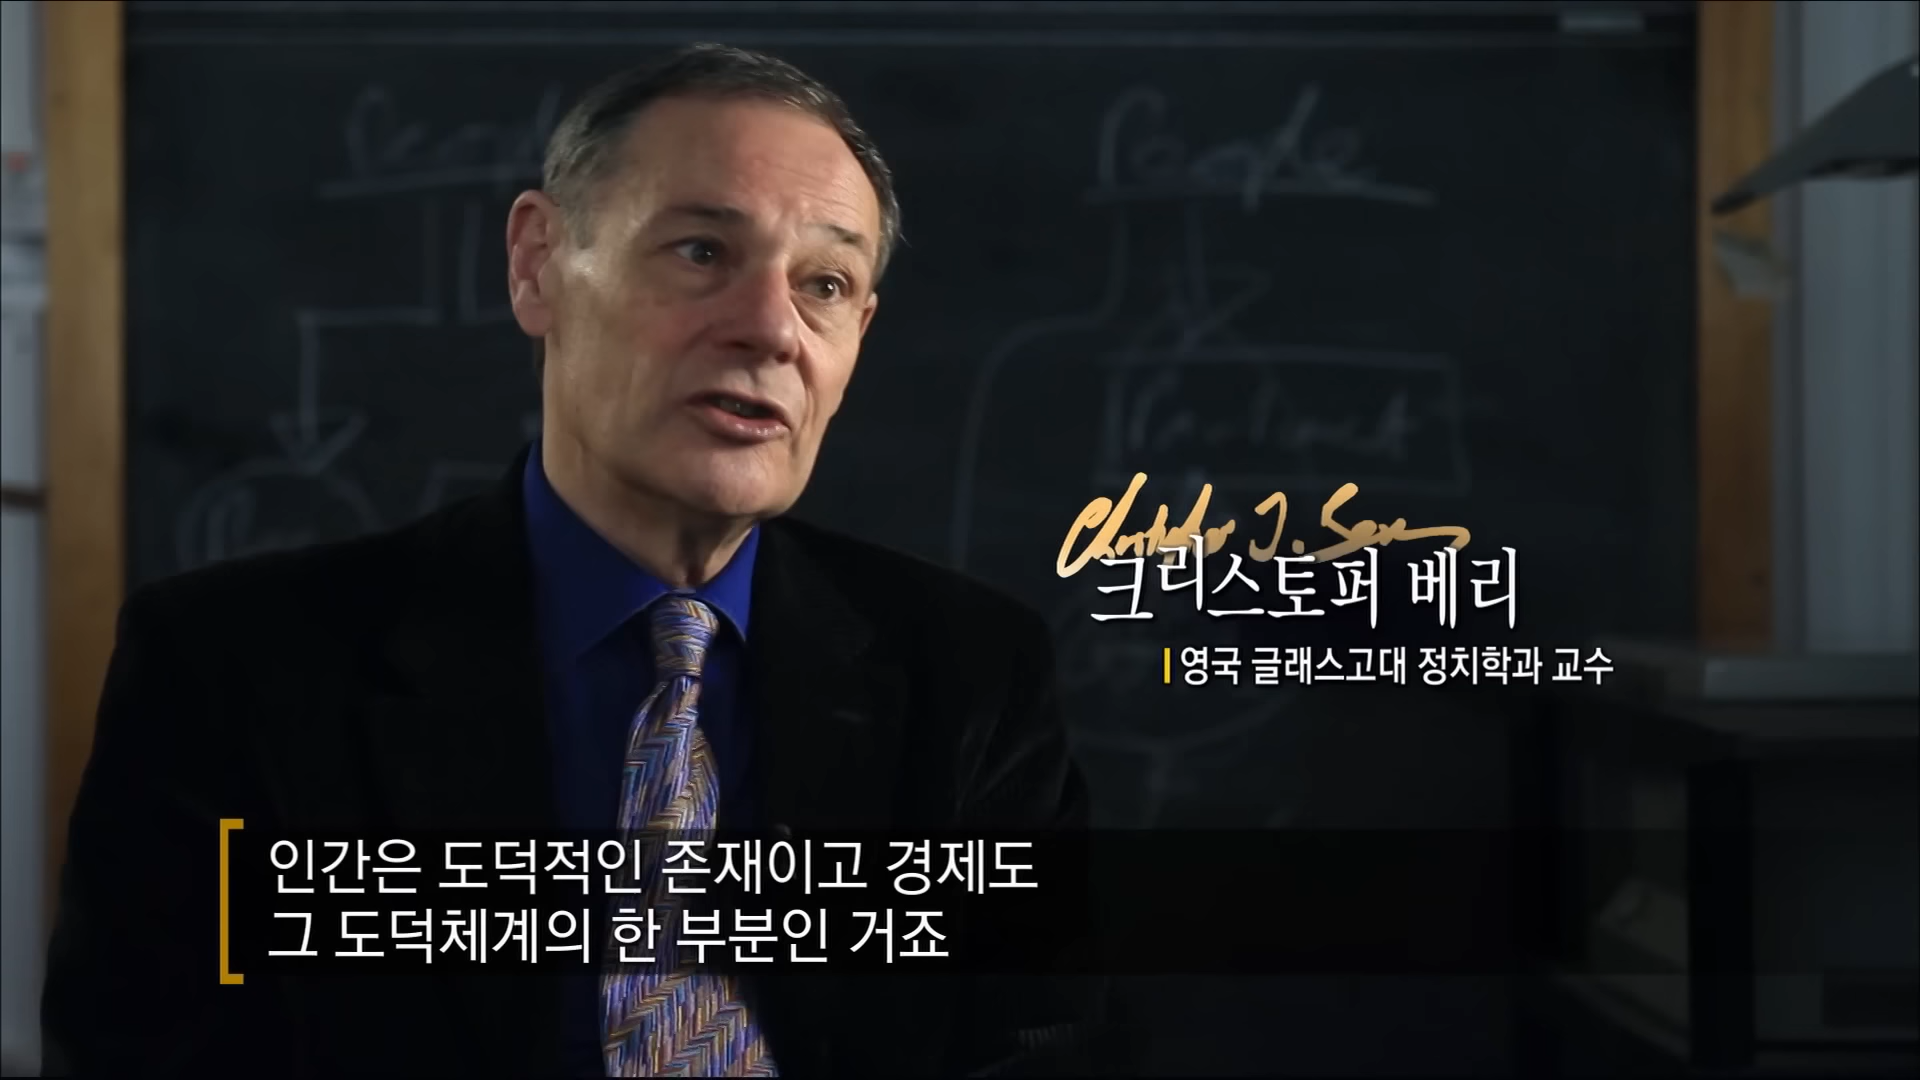 People
크리스토퍼 베리
영국 글래스고대 정치학과 교수
인간은 도덕적인 존재이고 경제도
그 도덕체계의 한 부분인 거죠